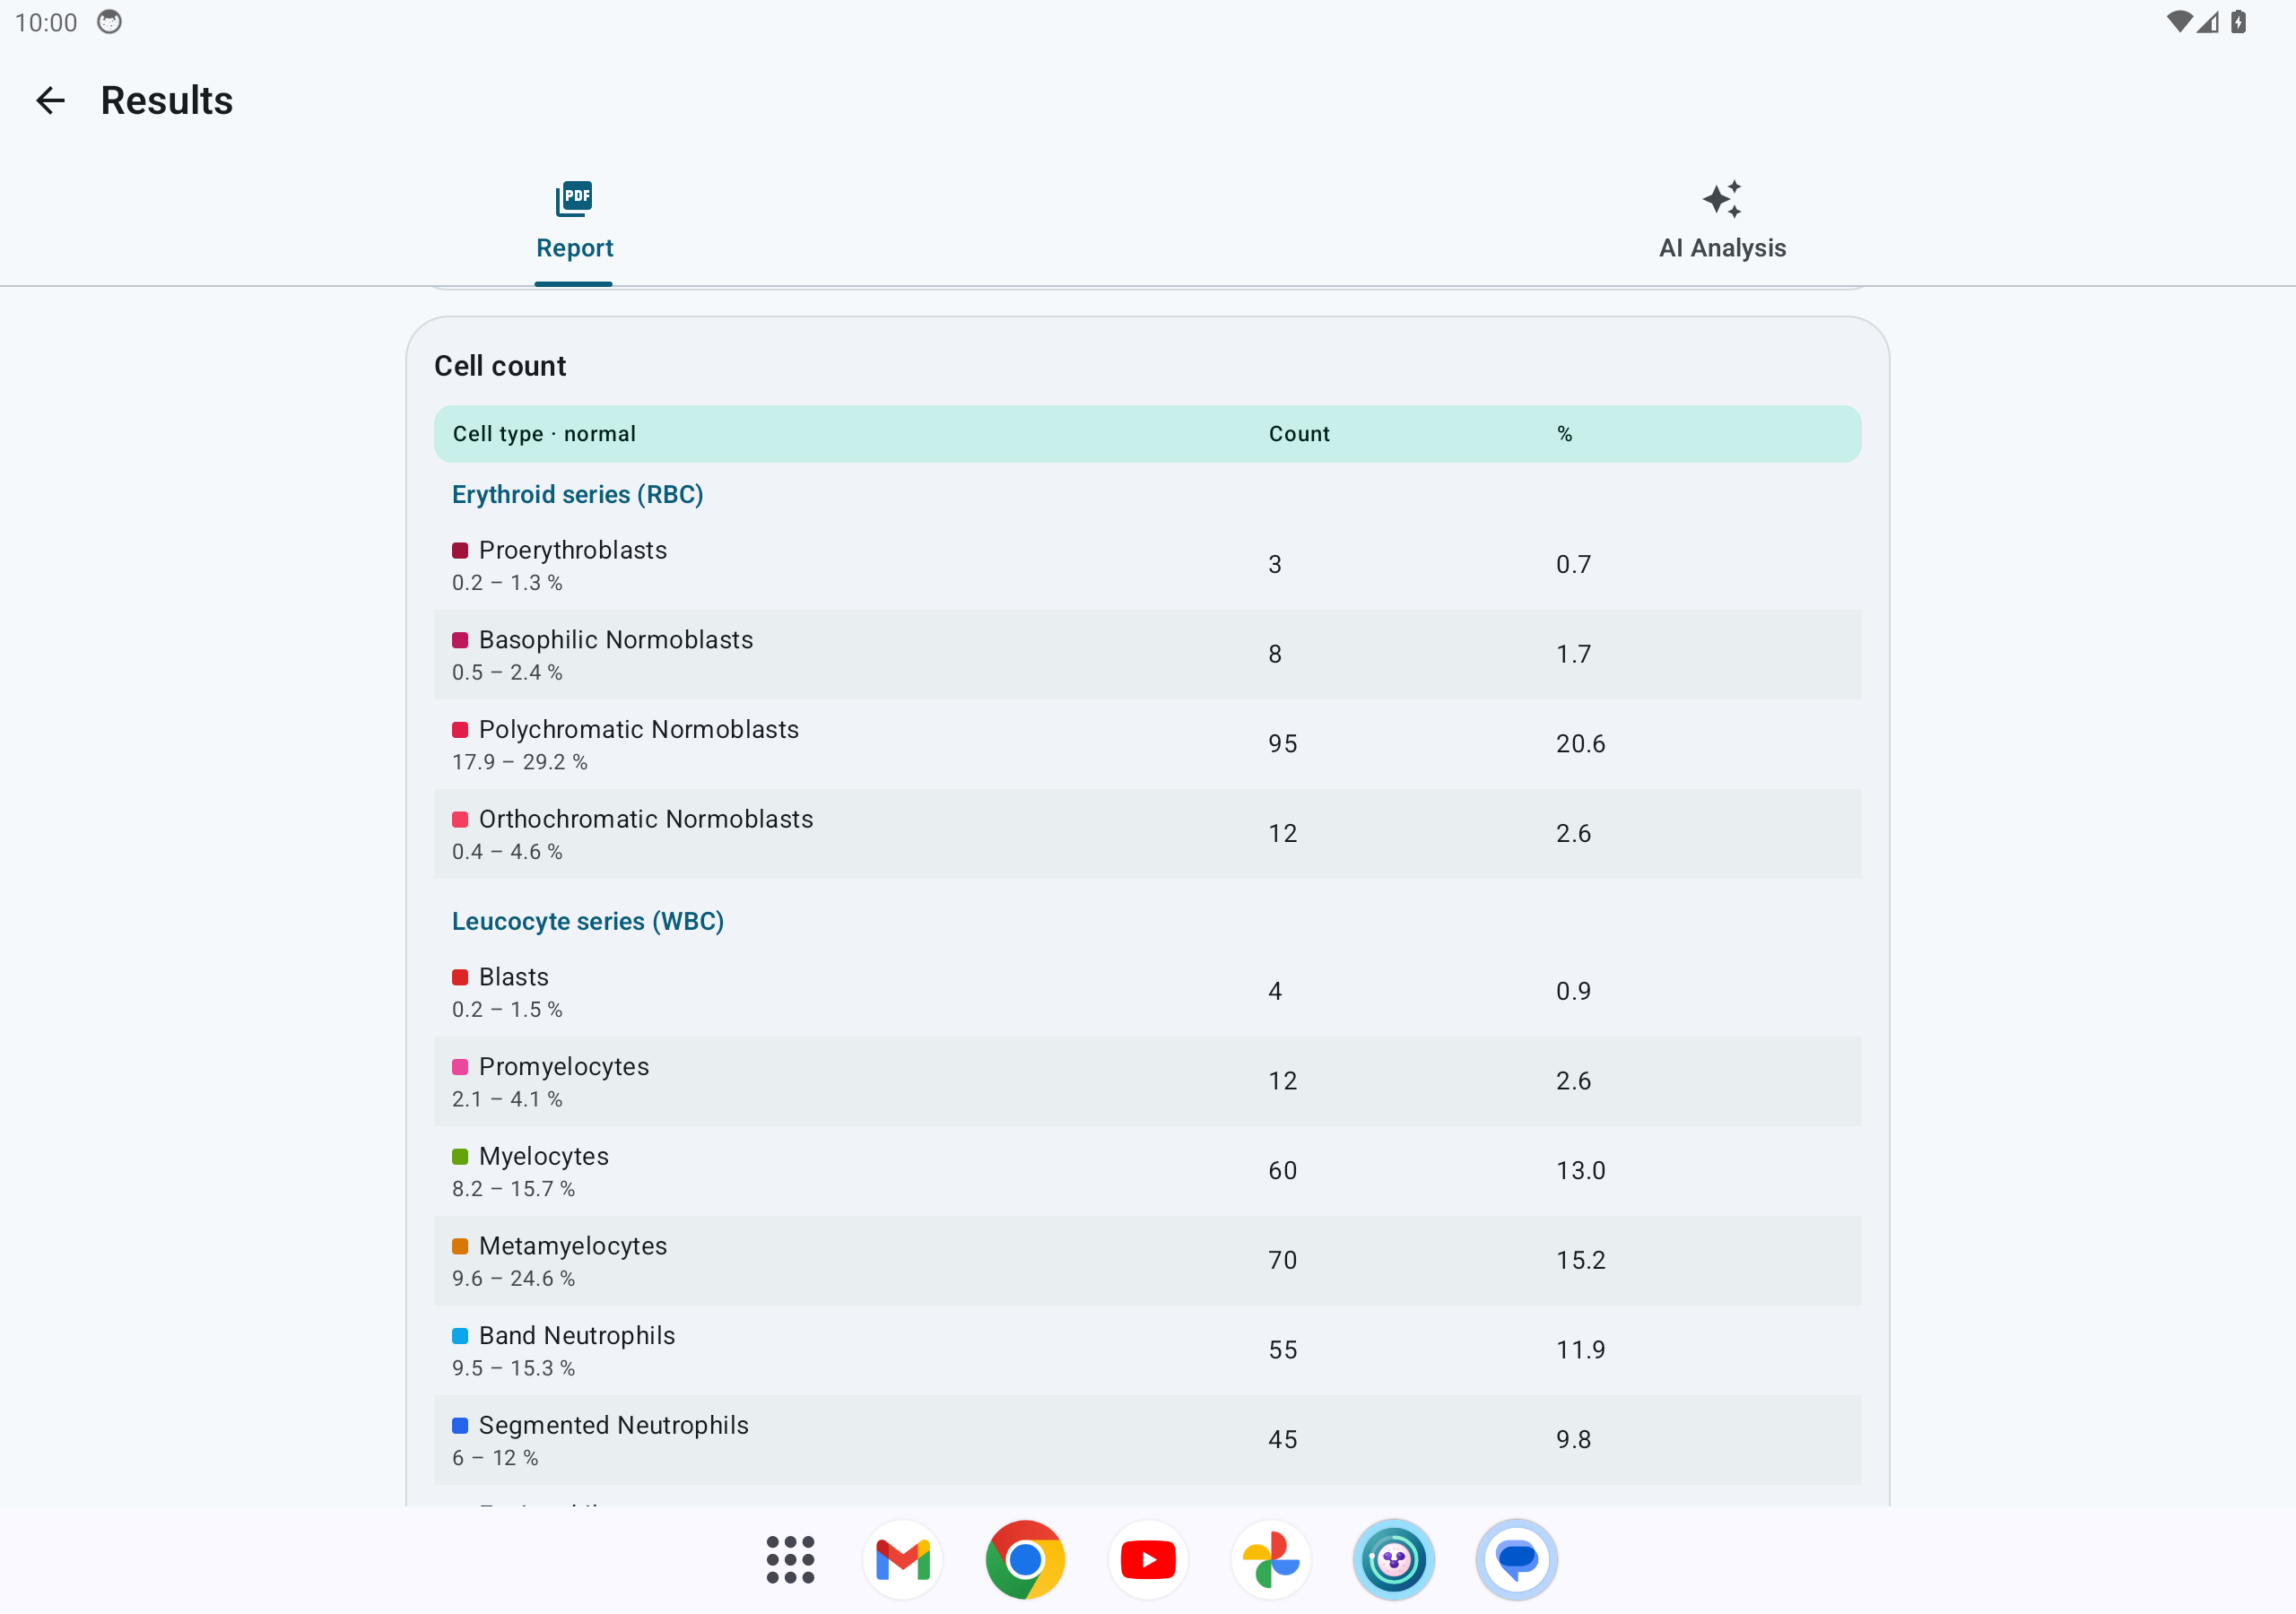 10:00
Results
PDF
Report
AI Analysis
Cell count
Cell type · normal Count %
Erythroid series (RBC)
Proerythroblasts
0.2 – 1.3 %
3 0.7
Basophilic Normoblasts
0.5 – 2.4 %
8 1.7
Polychromatic Normoblasts
17.9 – 29.2 %
95 20.6
Orthochromatic Normoblasts
0.4 – 4.6 %
12 2.6
Leucocyte series (WBC)
Blasts
0.2 – 1.5 %
4 0.9
Promyelocytes
2.1 – 4.1 %
12 2.6
Myelocytes
8.2 – 15.7 %
60 13.0
Metamyelocytes
9.6 – 24.6 %
70 15.2
Band Neutrophils
9.5 – 15.3 %
55 11.9
Segmented Neutrophils
6 – 12 %
45 9.8